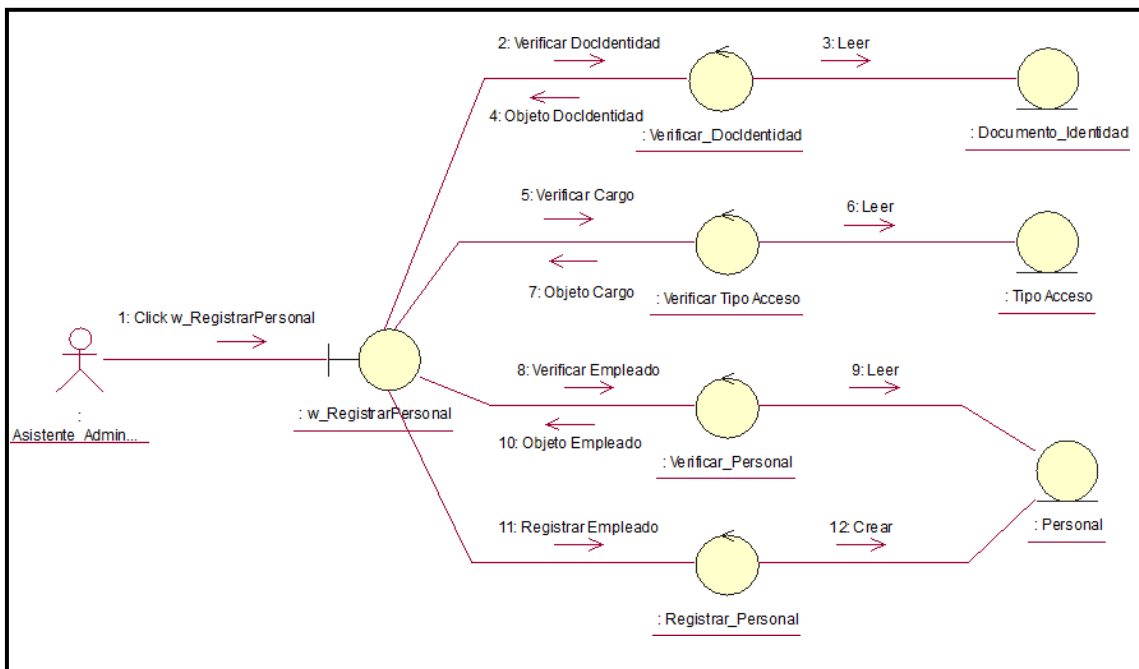 2: Verificar DocIdentidad
3: Leer
4: Objeto DocIdentidad
: Verificar_DocIdentidad
: Documento_Identidad
5: Verificar Cargo
6: Leer
7: Objeto Cargo
: Verificar Tipo Acceso
: Tipo Acceso
1: Click w_RegistrarPersonal
8: Verificar Empleado
9: Leer
: w_RegistrarPersonal
:
Asistente_Admin...
10: Objeto Empleado
: Verificar_Personal
11: Registrar Empleado
12: Crear
: Personal
: Registrar_Personal